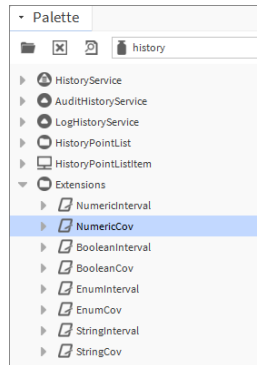 Palette
history
HistoryService
AuditHistoryService
LogHistoryService
HistoryPointList
HistoryPointListItem
Extensions
NumericInterval
NumericCov
BooleanInterval
BooleanCov
EnumInterval
EnumCov
StringInterval
StringCov